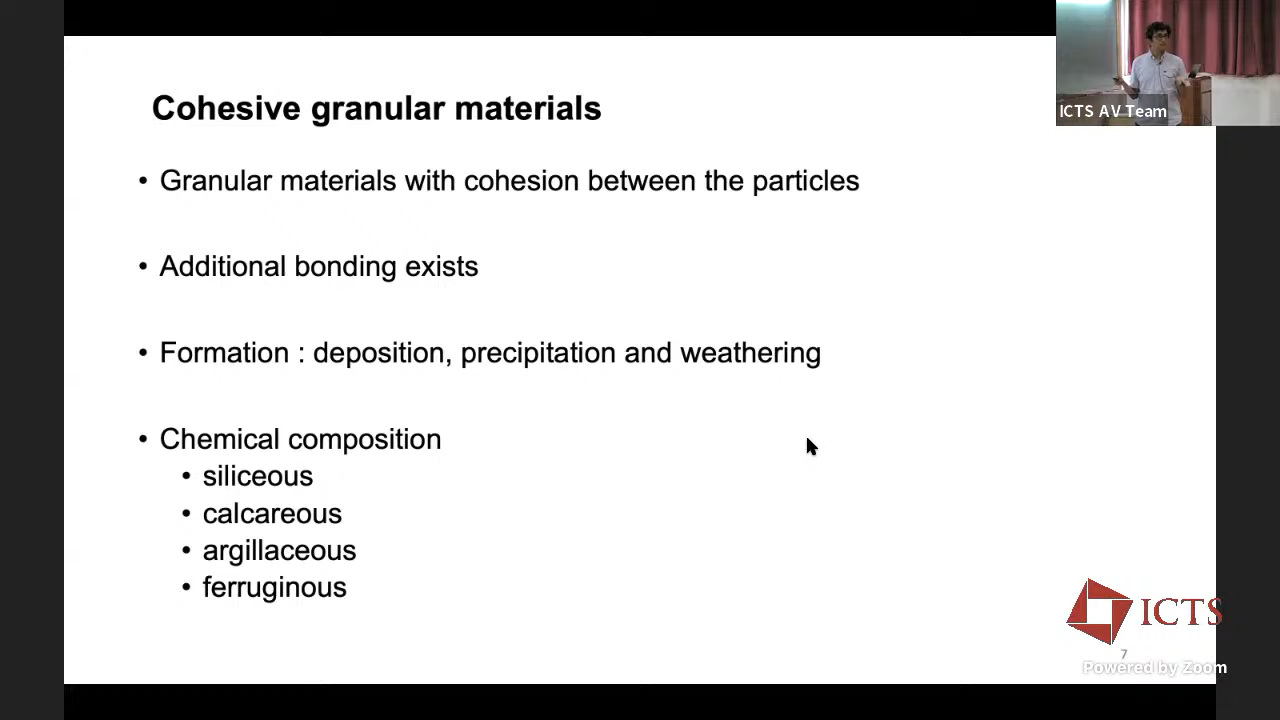 ICTS AV Team
Cohesive granular materials
• Granular materials with cohesion between the particles
• Additional bonding exists
• Formation : deposition, precipitation and weathering
• Chemical composition
• siliceous
• calcareous
• argillaceous
• ferruginous
ICTS
7
Powered by Zoom